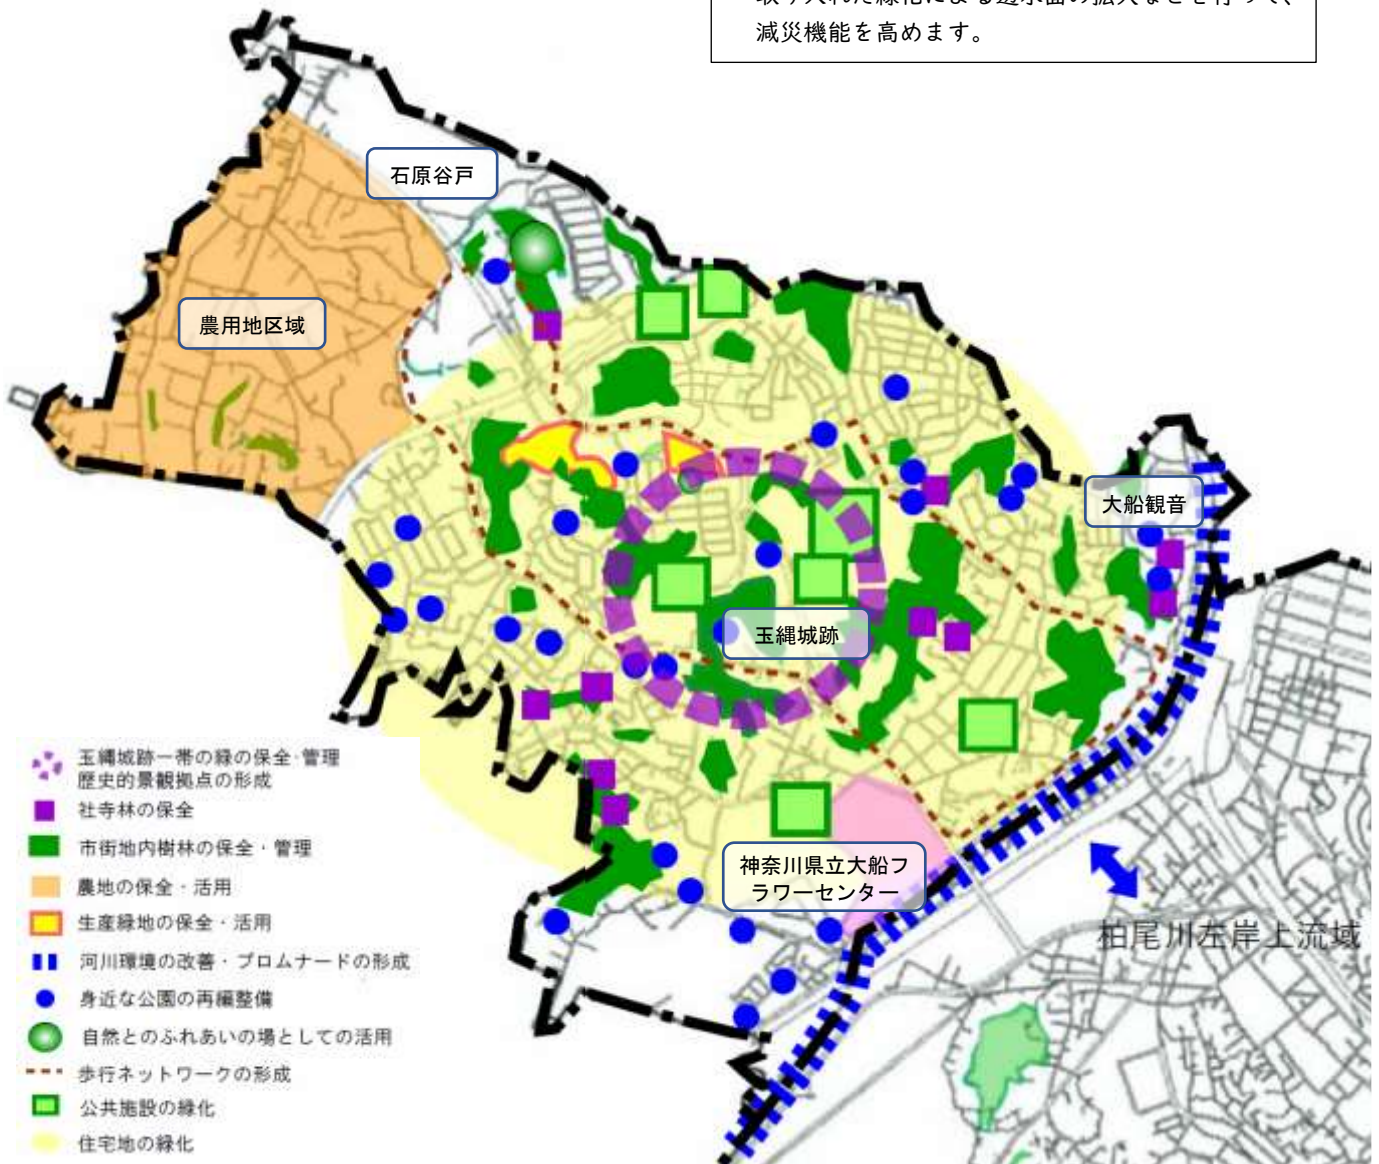 減災機能を高めます。
石原谷戸
農用地区域
大船観音
玉縄城跡
神奈川県立大船フ
ラワーセンター
柏尾川左岸上流域
玉縄城跡一帯の緑の保全・管理
歴史的景観拠点の形成
社寺林の保全
市街地内樹林の保全・管理
農地の保全・活用
生産緑地の保全・活用
河川環境の改善・プロムナードの形成
身近な公園の再編整備
自然とのふれあいの場としての活用
歩行ネットワークの形成
公共施設の緑化
住宅地の緑化